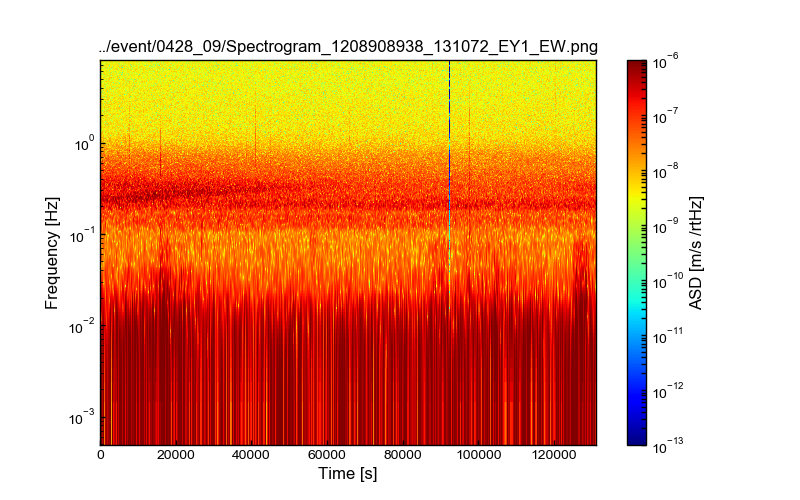 ../event/0428_09/Spectrogram_1208908938_131072_EY1_EW.png
Frequency [Hz]
10⁰
10⁻¹
10⁻²
10⁻³
0 20000 40000 60000 80000 100000 120000
Time [s]
10⁻⁶
10⁻⁷
10⁻⁸
10⁻⁹
10⁻¹⁰
10⁻¹¹
10⁻¹²
10⁻¹³
ASD [m/s /rtHz]